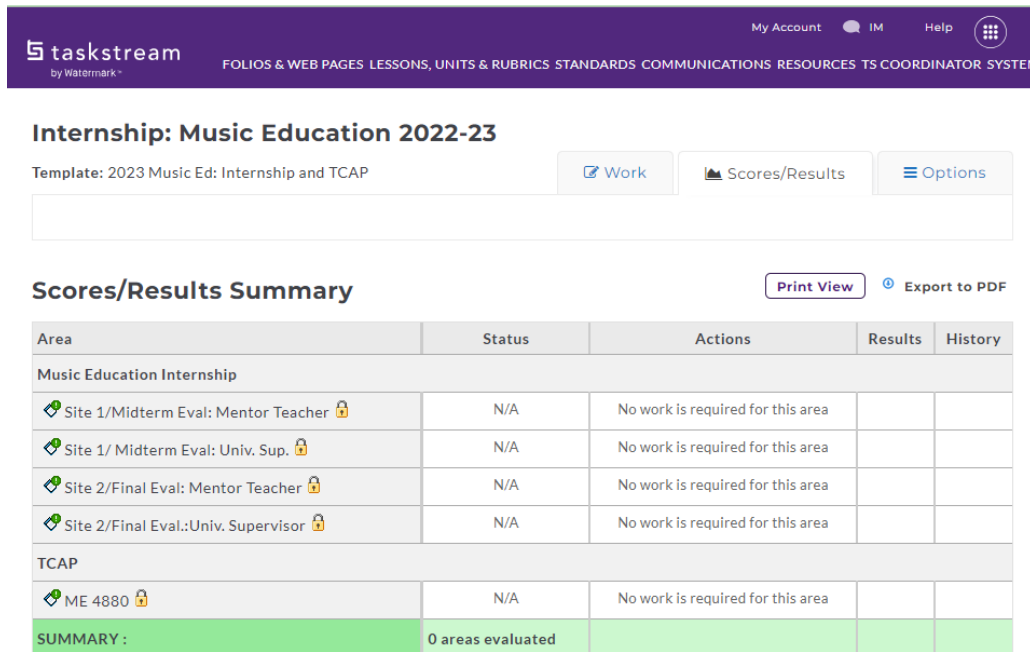 My Account IM Help
taskstream
by Watermark™
FOLIOS & WEB PAGES LESSONS, UNITS & RUBRICS STANDARDS COMMUNICATIONS RESOURCES TS COORDINATOR SYSTE
Internship: Music Education 2022-23
Template: 2023 Music Ed: Internship and TCAP
Work
Scores/Results
Options
Scores/Results Summary
Print View
Export to PDF
Area Status Actions Results History
Music Education Internship
Site 1/Midterm Eval: Mentor Teacher N/A No work is required for this area
Site 1/ Midterm Eval: Univ. Sup. N/A No work is required for this area
Site 2/Final Eval: Mentor Teacher N/A No work is required for this area
Site 2/Final Eval.:Univ. Supervisor N/A No work is required for this area
TCAP
ME 4880 N/A No work is required for this area
SUMMARY : 0 areas evaluated